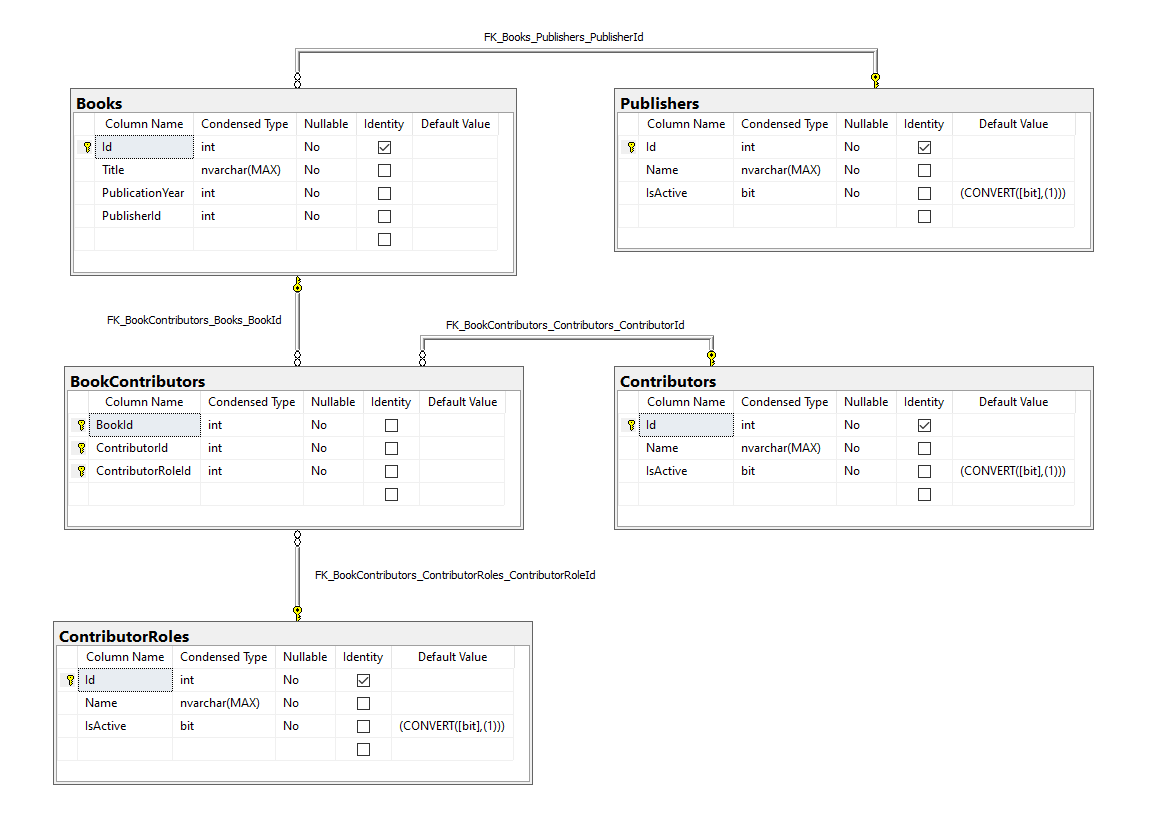 FK_Books_Publishers_PublisherId
Books
Column Name Condensed Type Nullable Identity Default Value
Id int No
Title nvarchar(MAX) No
PublicationYear int No
PublisherId int No
Publishers
Column Name Condensed Type Nullable Identity Default Value
Id int No
Name nvarchar(MAX) No
IsActive bit No (CONVERT([bit],(1)))
FK_BookContributors_Books_BookId
FK_BookContributors_Contributors_ContributorId
BookContributors
Column Name Condensed Type Nullable Identity Default Value
BookId int No
ContributorId int No
ContributorRoleId int No
Contributors
Column Name Condensed Type Nullable Identity Default Value
Id int No
Name nvarchar(MAX) No
IsActive bit No (CONVERT([bit],(1)))
FK_BookContributors_ContributorRoles_ContributorRoleId
ContributorRoles
Column Name Condensed Type Nullable Identity Default Value
Id int No
Name nvarchar(MAX) No
IsActive bit No (CONVERT([bit],(1)))